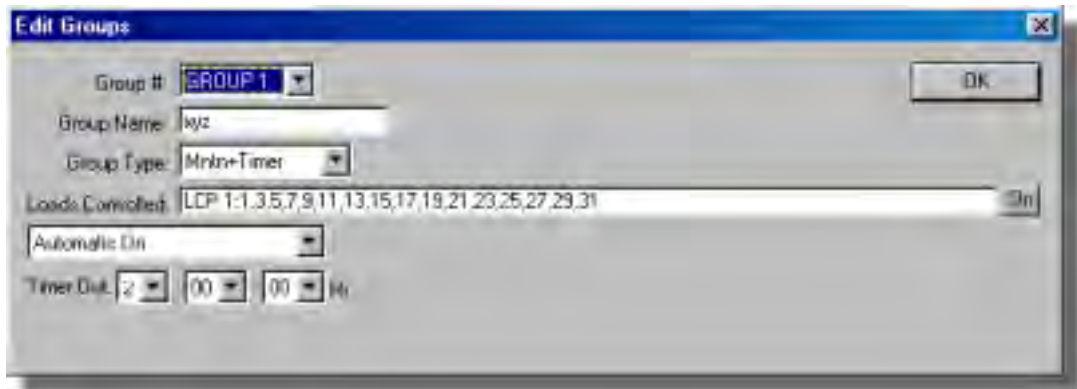 Edit Groups
Group # GROUP 1
OK
Group Name: xyz
Group Type: MnIn+Timer
Loads Controlled: LCP 1:1,3,5,7,9,11,13,15,17,19,21,23,25,27,29,31
Automatic On
Timer Out: 2 00 00